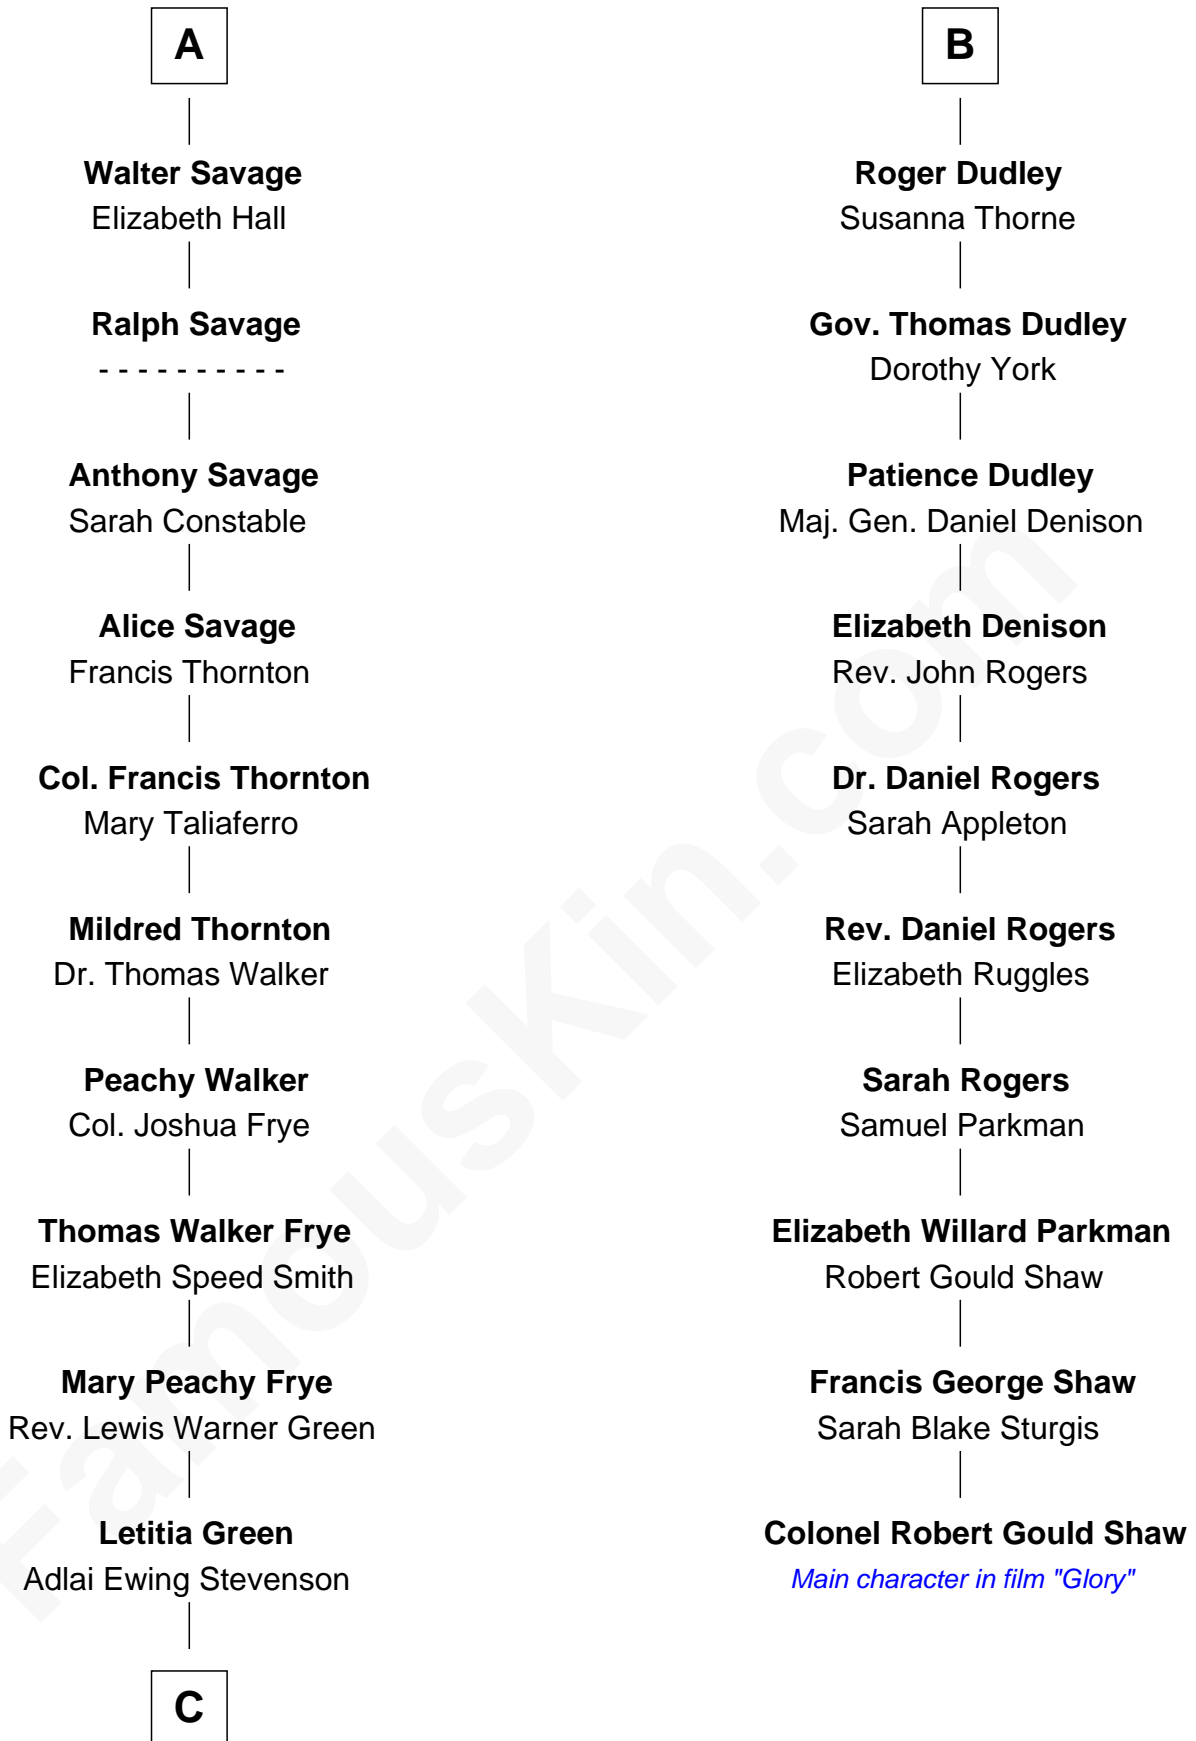 A
Walter Savage
Elizabeth Hall
Ralph Savage
- - - - - - - - - -
Anthony Savage
Sarah Constable
Alice Savage
Francis Thornton
Col. Francis Thornton
Mary Taliaferro
Mildred Thornton
Dr. Thomas Walker
Peachy Walker
Col. Joshua Frye
Thomas Walker Frye
Elizabeth Speed Smith
Mary Peachy Frye
Rev. Lewis Warner Green
Letitia Green
Adlai Ewing Stevenson
C
B
Roger Dudley
Susanna Thorne
Gov. Thomas Dudley
Dorothy York
Patience Dudley
Maj. Gen. Daniel Denison
Elizabeth Denison
Rev. John Rogers
Dr. Daniel Rogers
Sarah Appleton
Rev. Daniel Rogers
Elizabeth Ruggles
Sarah Rogers
Samuel Parkman
Elizabeth Willard Parkman
Robert Gould Shaw
Francis George Shaw
Sarah Blake Sturgis
Colonel Robert Gould Shaw
Main character in film "Glory"
FamousKin.com